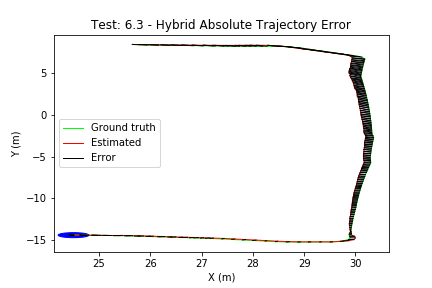 Test: 6.3 - Hybrid Absolute Trajectory Error
Y (m)
5
0
−5
−10
−15
Ground truth
Estimated
Error
25 26 27 28 29 30
X (m)